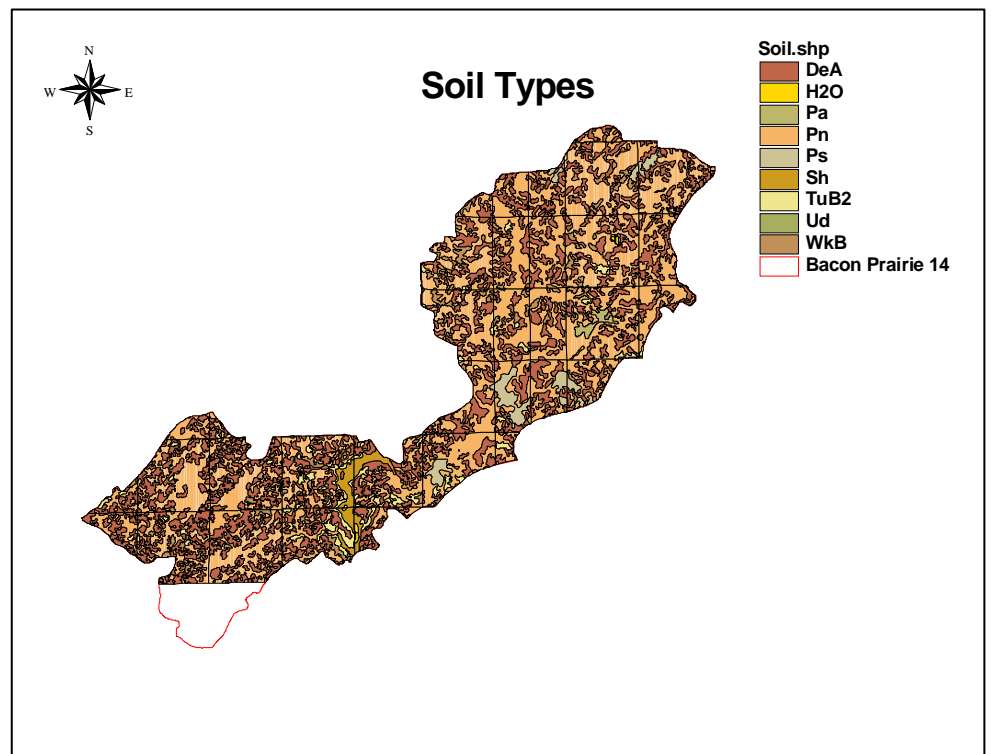 N
W E
S
Soil Types
Soil.shp
DeA
H2O
Pa
Pn
Ps
Sh
TuB2
Ud
WkB
Bacon Prairie 14